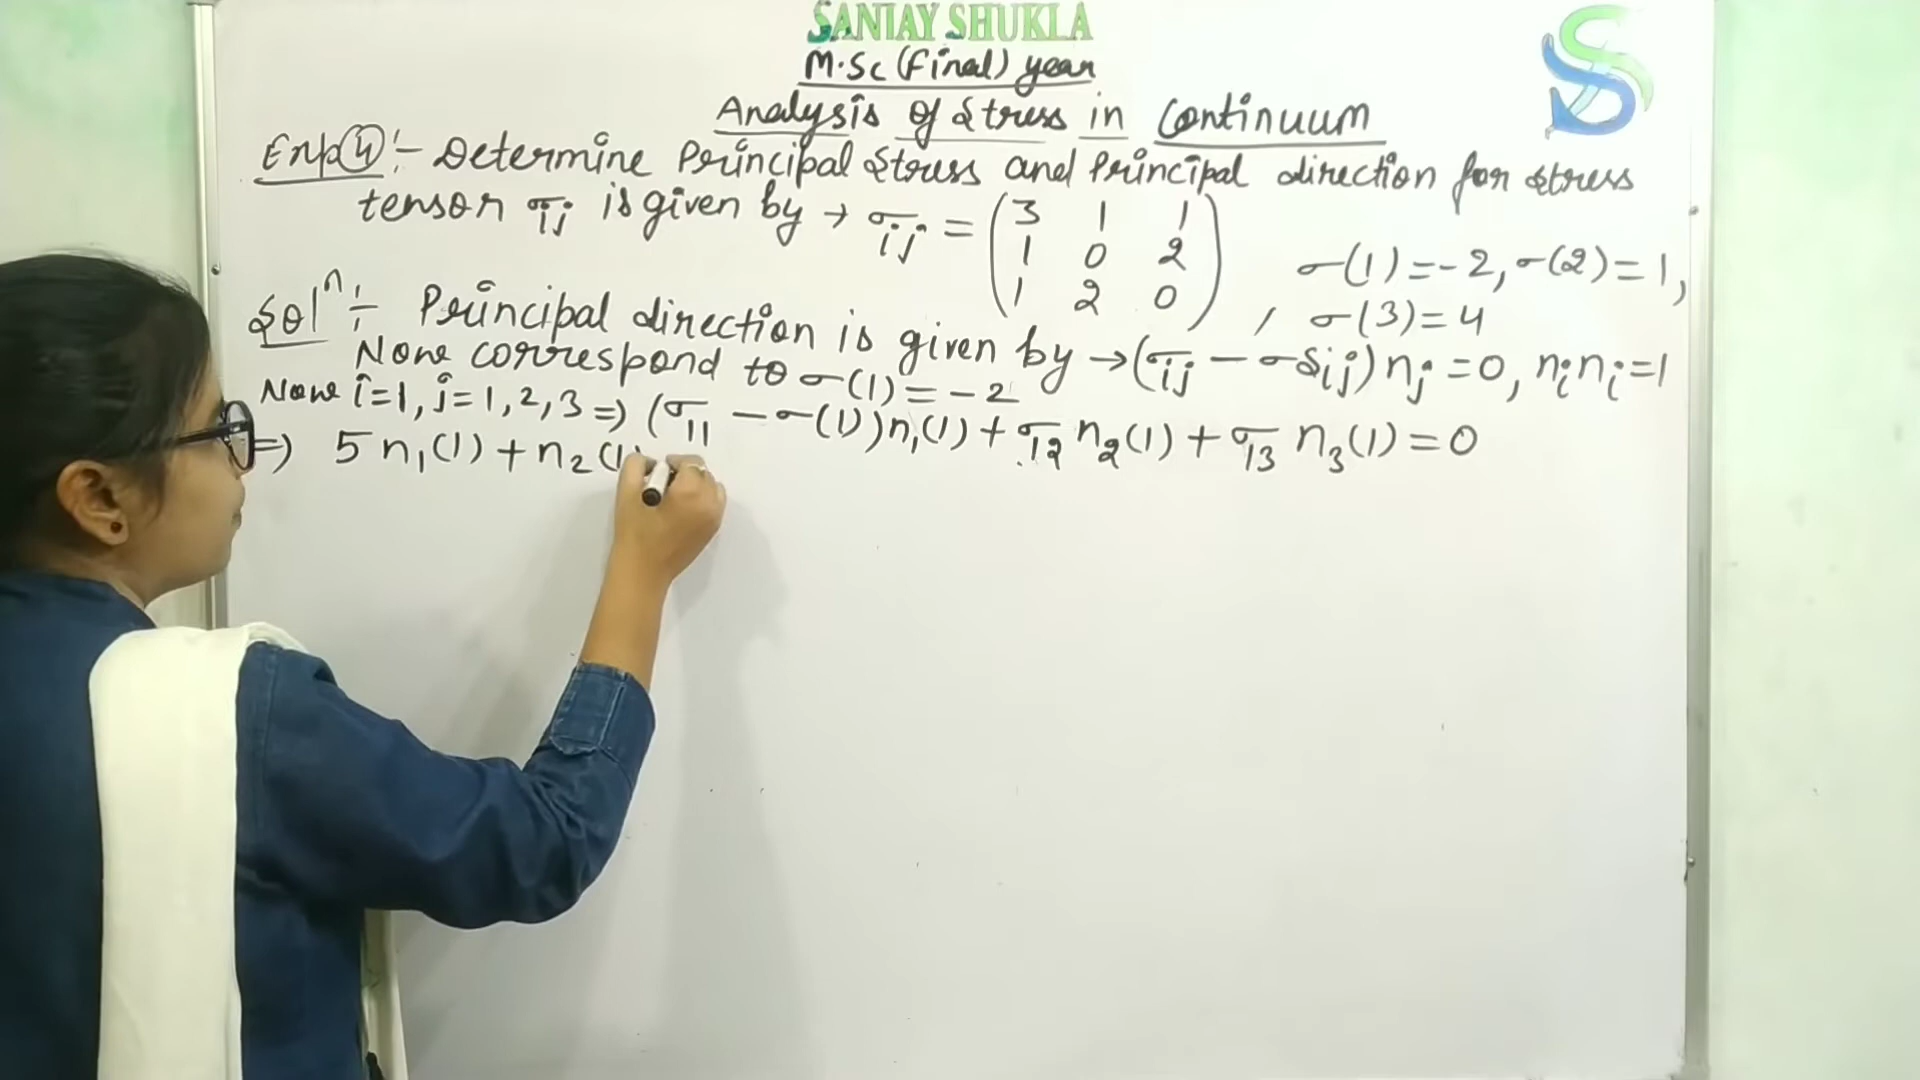 SANJAY SHUKLA
M.Sc (Final) year
Analysis of Stress in Continuum
Exp(4):- Determine Principal Stress and Principal direction for stress
tensor σij is given by → σij = (3 1 1
1 0 2
1 2 0)
σ(1) = -2, σ(2) = 1,
, σ(3) = 4
Solⁿ:- Principal direction is given by → (σij - σδij) nj = 0, ni ni = 1
Now correspond to σ(1) = -2
Now i=1, j=1,2,3 ⇒ (σ11 - σ(1)) n1(1) + σ12 n2(1) + σ13 n3(1) = 0
⇒ 5 n1(1) + n2(1)